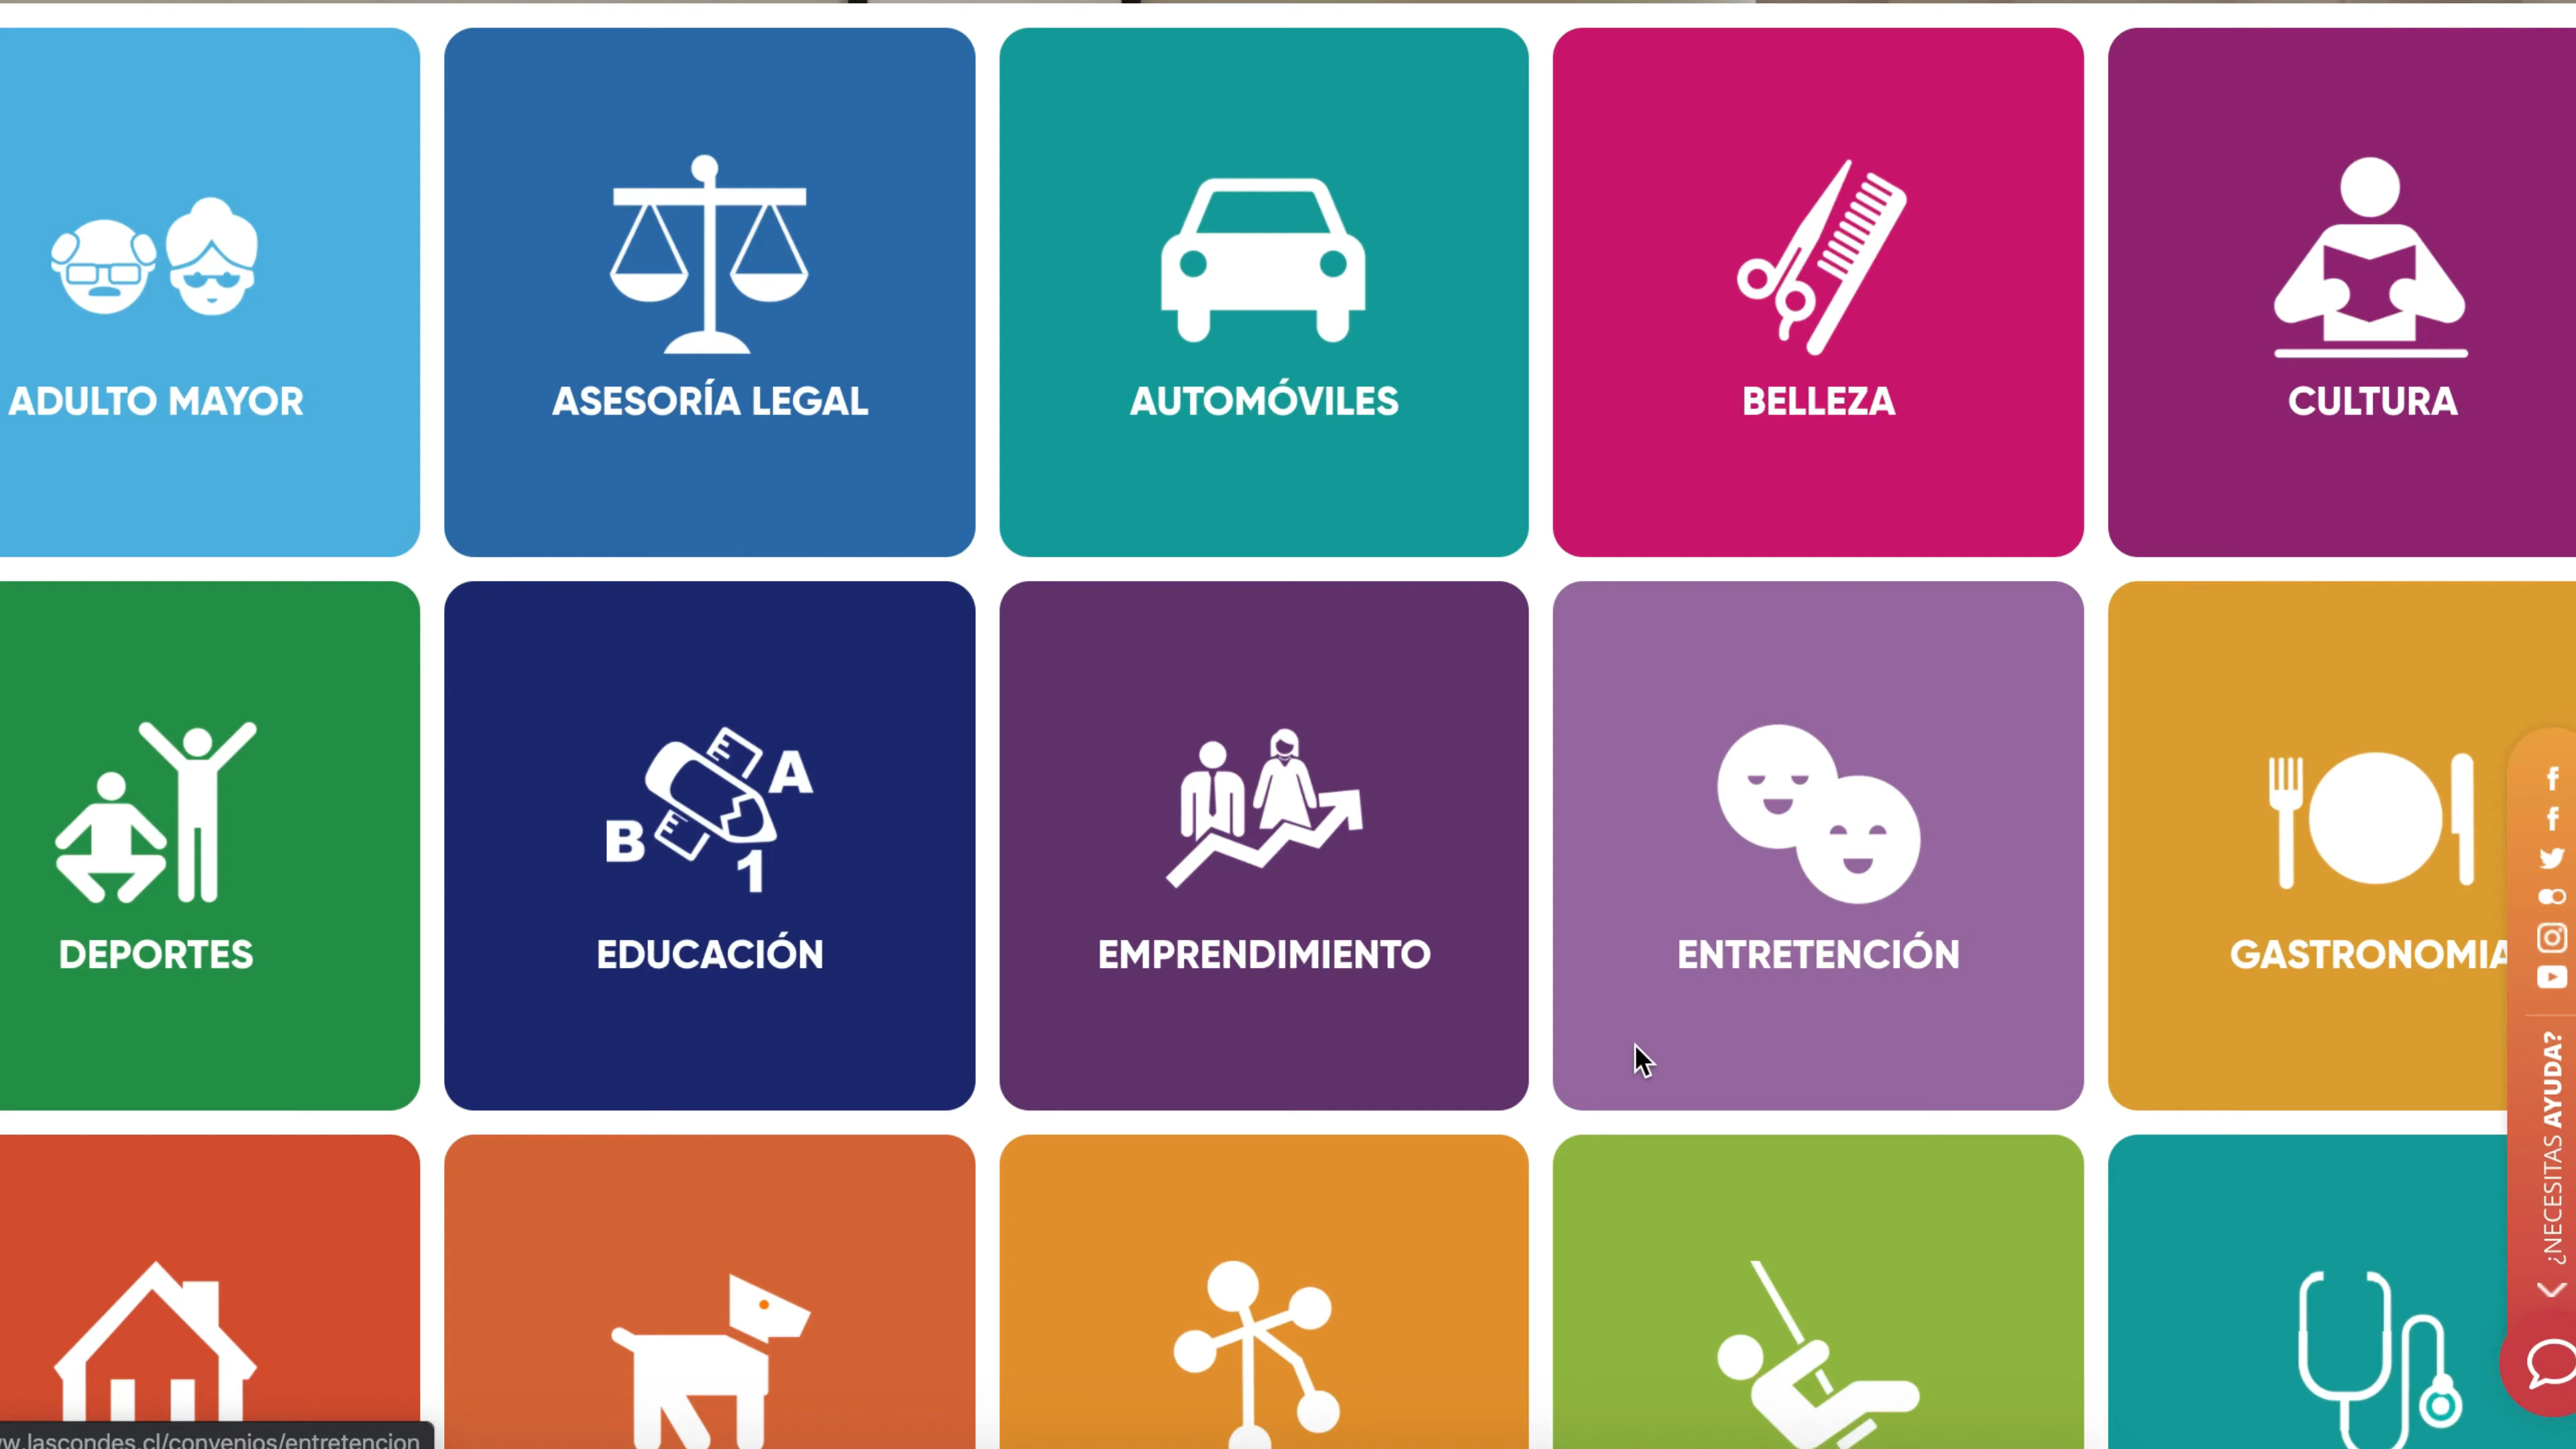 ADULTO MAYOR
ASESORÍA LEGAL
AUTOMÓVILES
BELLEZA
CULTURA
DEPORTES
B A 1
EDUCACIÓN
EMPRENDIMIENTO
ENTRETENCIÓN
GASTRONOMIA
¿NECESITAS AYUDA?
w.lascondes.cl/convenios/entretencion